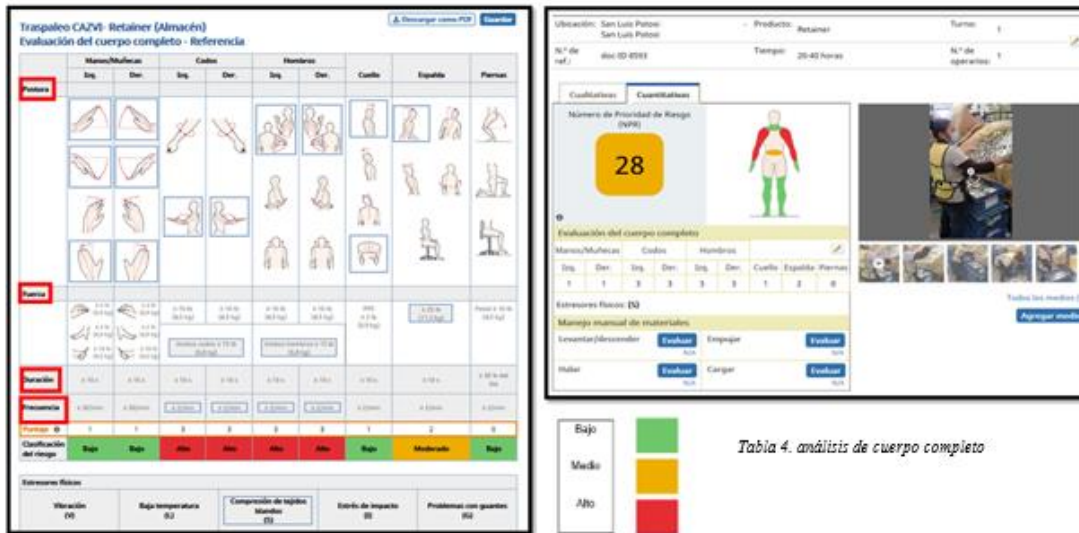 Traspaleo CAZVI- Retainer (Almacén)
Evaluación del cuerpo completo - Referencia
Descargar como PDF Guardar
Manos/Muñecas Codos Hombros
Izq. Der. Izq. Der. Izq. Der. Cuello Espalda Piernas
Postura
Fuerza
Duración
Frecuencia
Puntaje 1 1 3 3 3 3 1 2 0
Clasificación del riesgo Bajo Bajo Alto Alto Alto Alto Bajo Moderado Bajo
Estresores físicos
Vibración (V) Baja temperatura (L) Compresión de tejidos blandos (S) Estrés de impacto (I) Problemas con guantes (G)
Ubicación: San Luis Potosi - Producto: Retainer Turno: 1
San Luis Potosi
N.º de ref.: doc-ID 8593 Tiempo: 20-40 horas N.º de operarios: 1
Cualitativas Cuantitativas
Número de Prioridad de Riesgo (NPR)
28
Evaluación del cuerpo completo
Manos/Muñecas Codos Hombros
Izq. Der. Izq. Der. Izq. Der. Cuello Espalda Piernas
1 1 3 3 3 3 1 2 0
Estresores físicos: (S)
Manejo manual de materiales
Levantar/descender Evaluar Empujar Evaluar
N/A N/A
Halar Evaluar Cargar Evaluar
N/A N/A
Todos los medios
Agregar medio
Bajo
Medio
Alto
Tabla 4. análisis de cuerpo completo